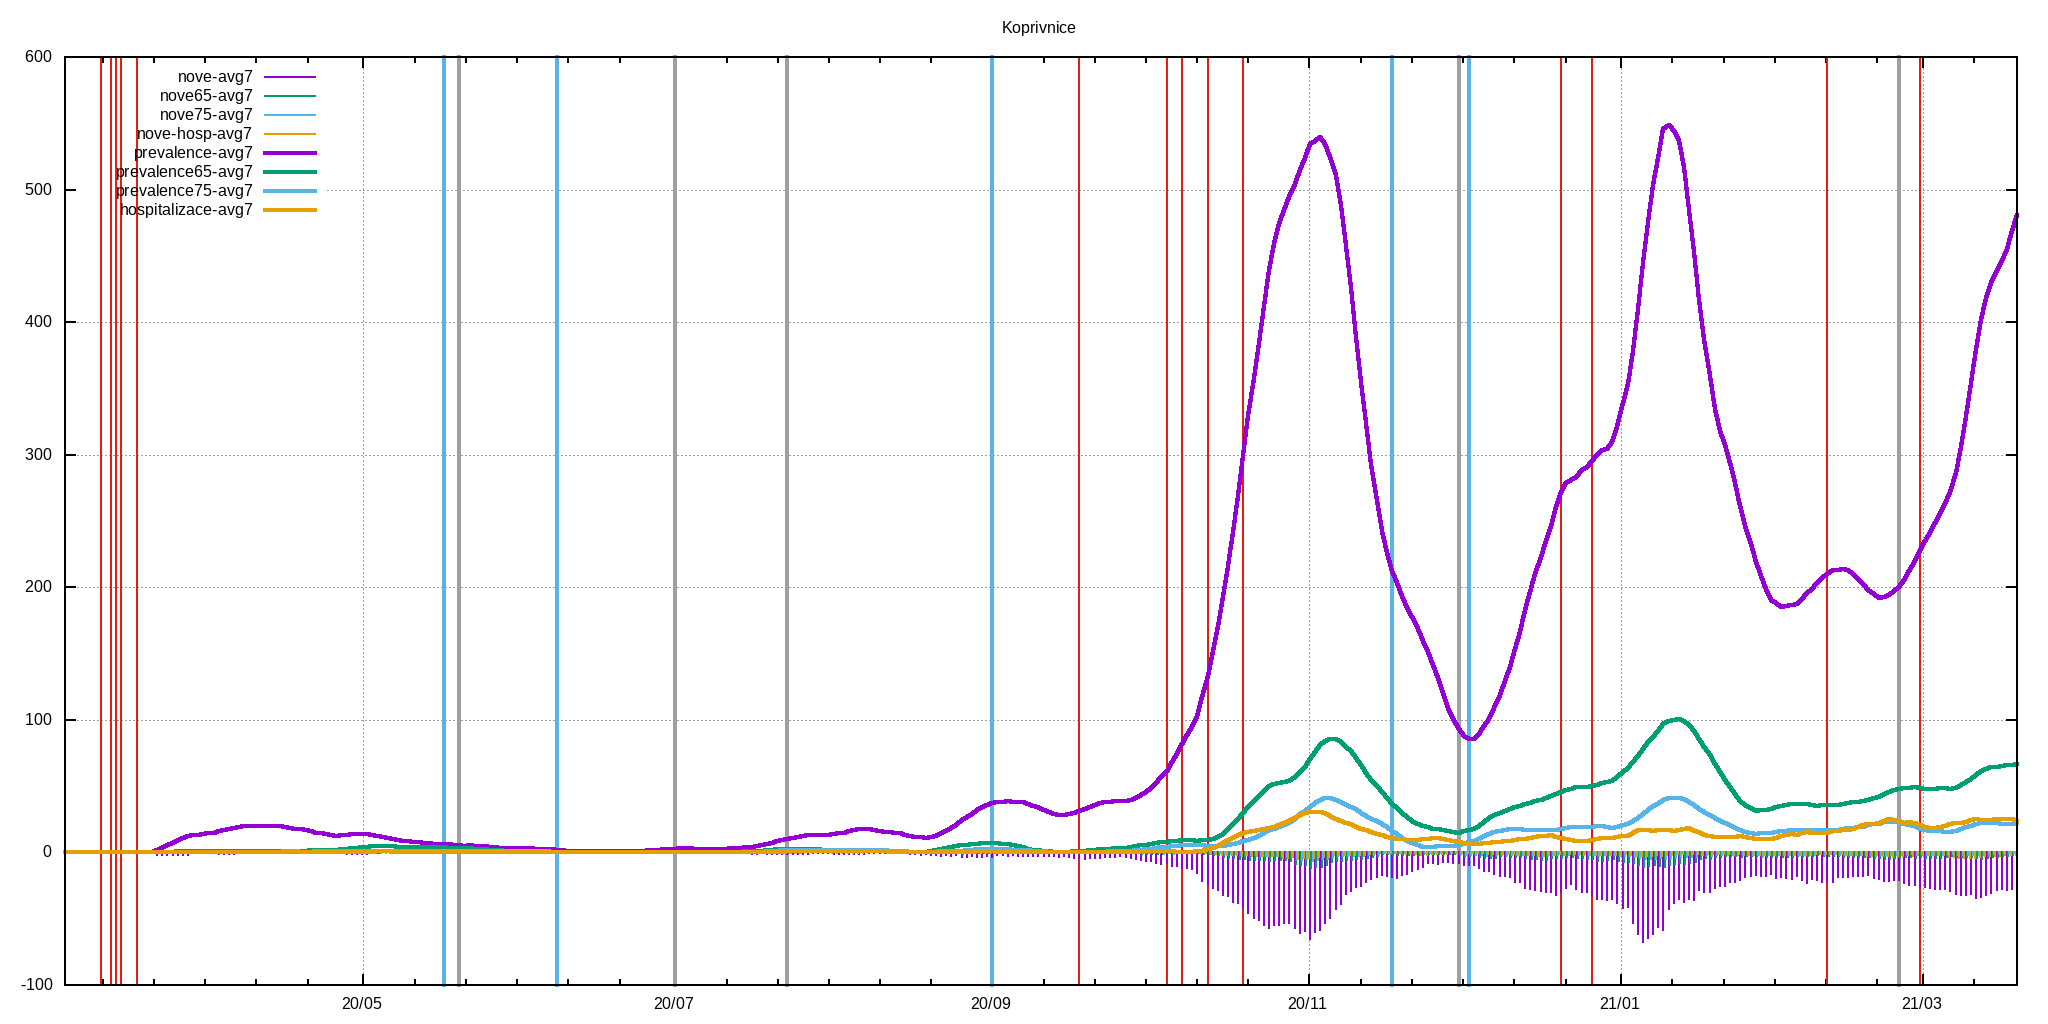 Koprivnice
600
500
400
300
200
100
0
-100
nove-avg7
nove65-avg7
nove75-avg7
nove-hosp-avg7
prevalence-avg7
prevalence65-avg7
prevalence75-avg7
hospitalizace-avg7
20/05 20/07 20/09 20/11 21/01 21/03